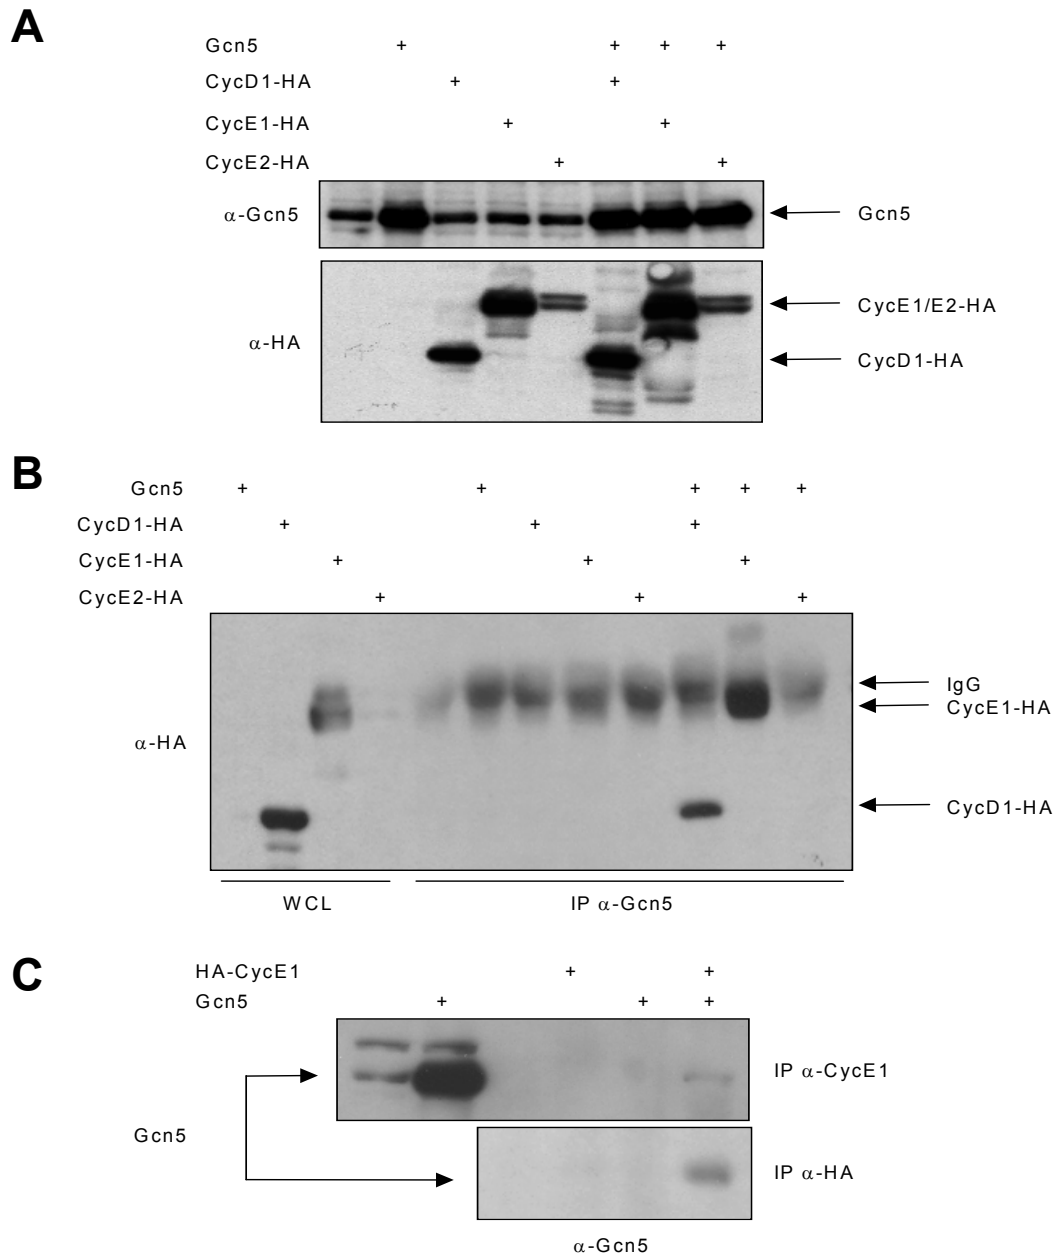 A
Gcn5 + + + +
CycD1-HA + +
CycE1-HA + +
CycE2-HA + +
α-Gcn5 Gcn5
CycE1/E2-HA
α-HA
CycD1-HA
B
Gcn5 + + + + +
CycD1-HA + + +
CycE1-HA + + +
CycE2-HA + + +
IgG
CycE1-HA
α-HA
CycD1-HA
WCL IP α-Gcn5
C
HA-CycE1 + +
Gcn5 + + +
IP α-CycE1
Gcn5
IP α-HA
α-Gcn5